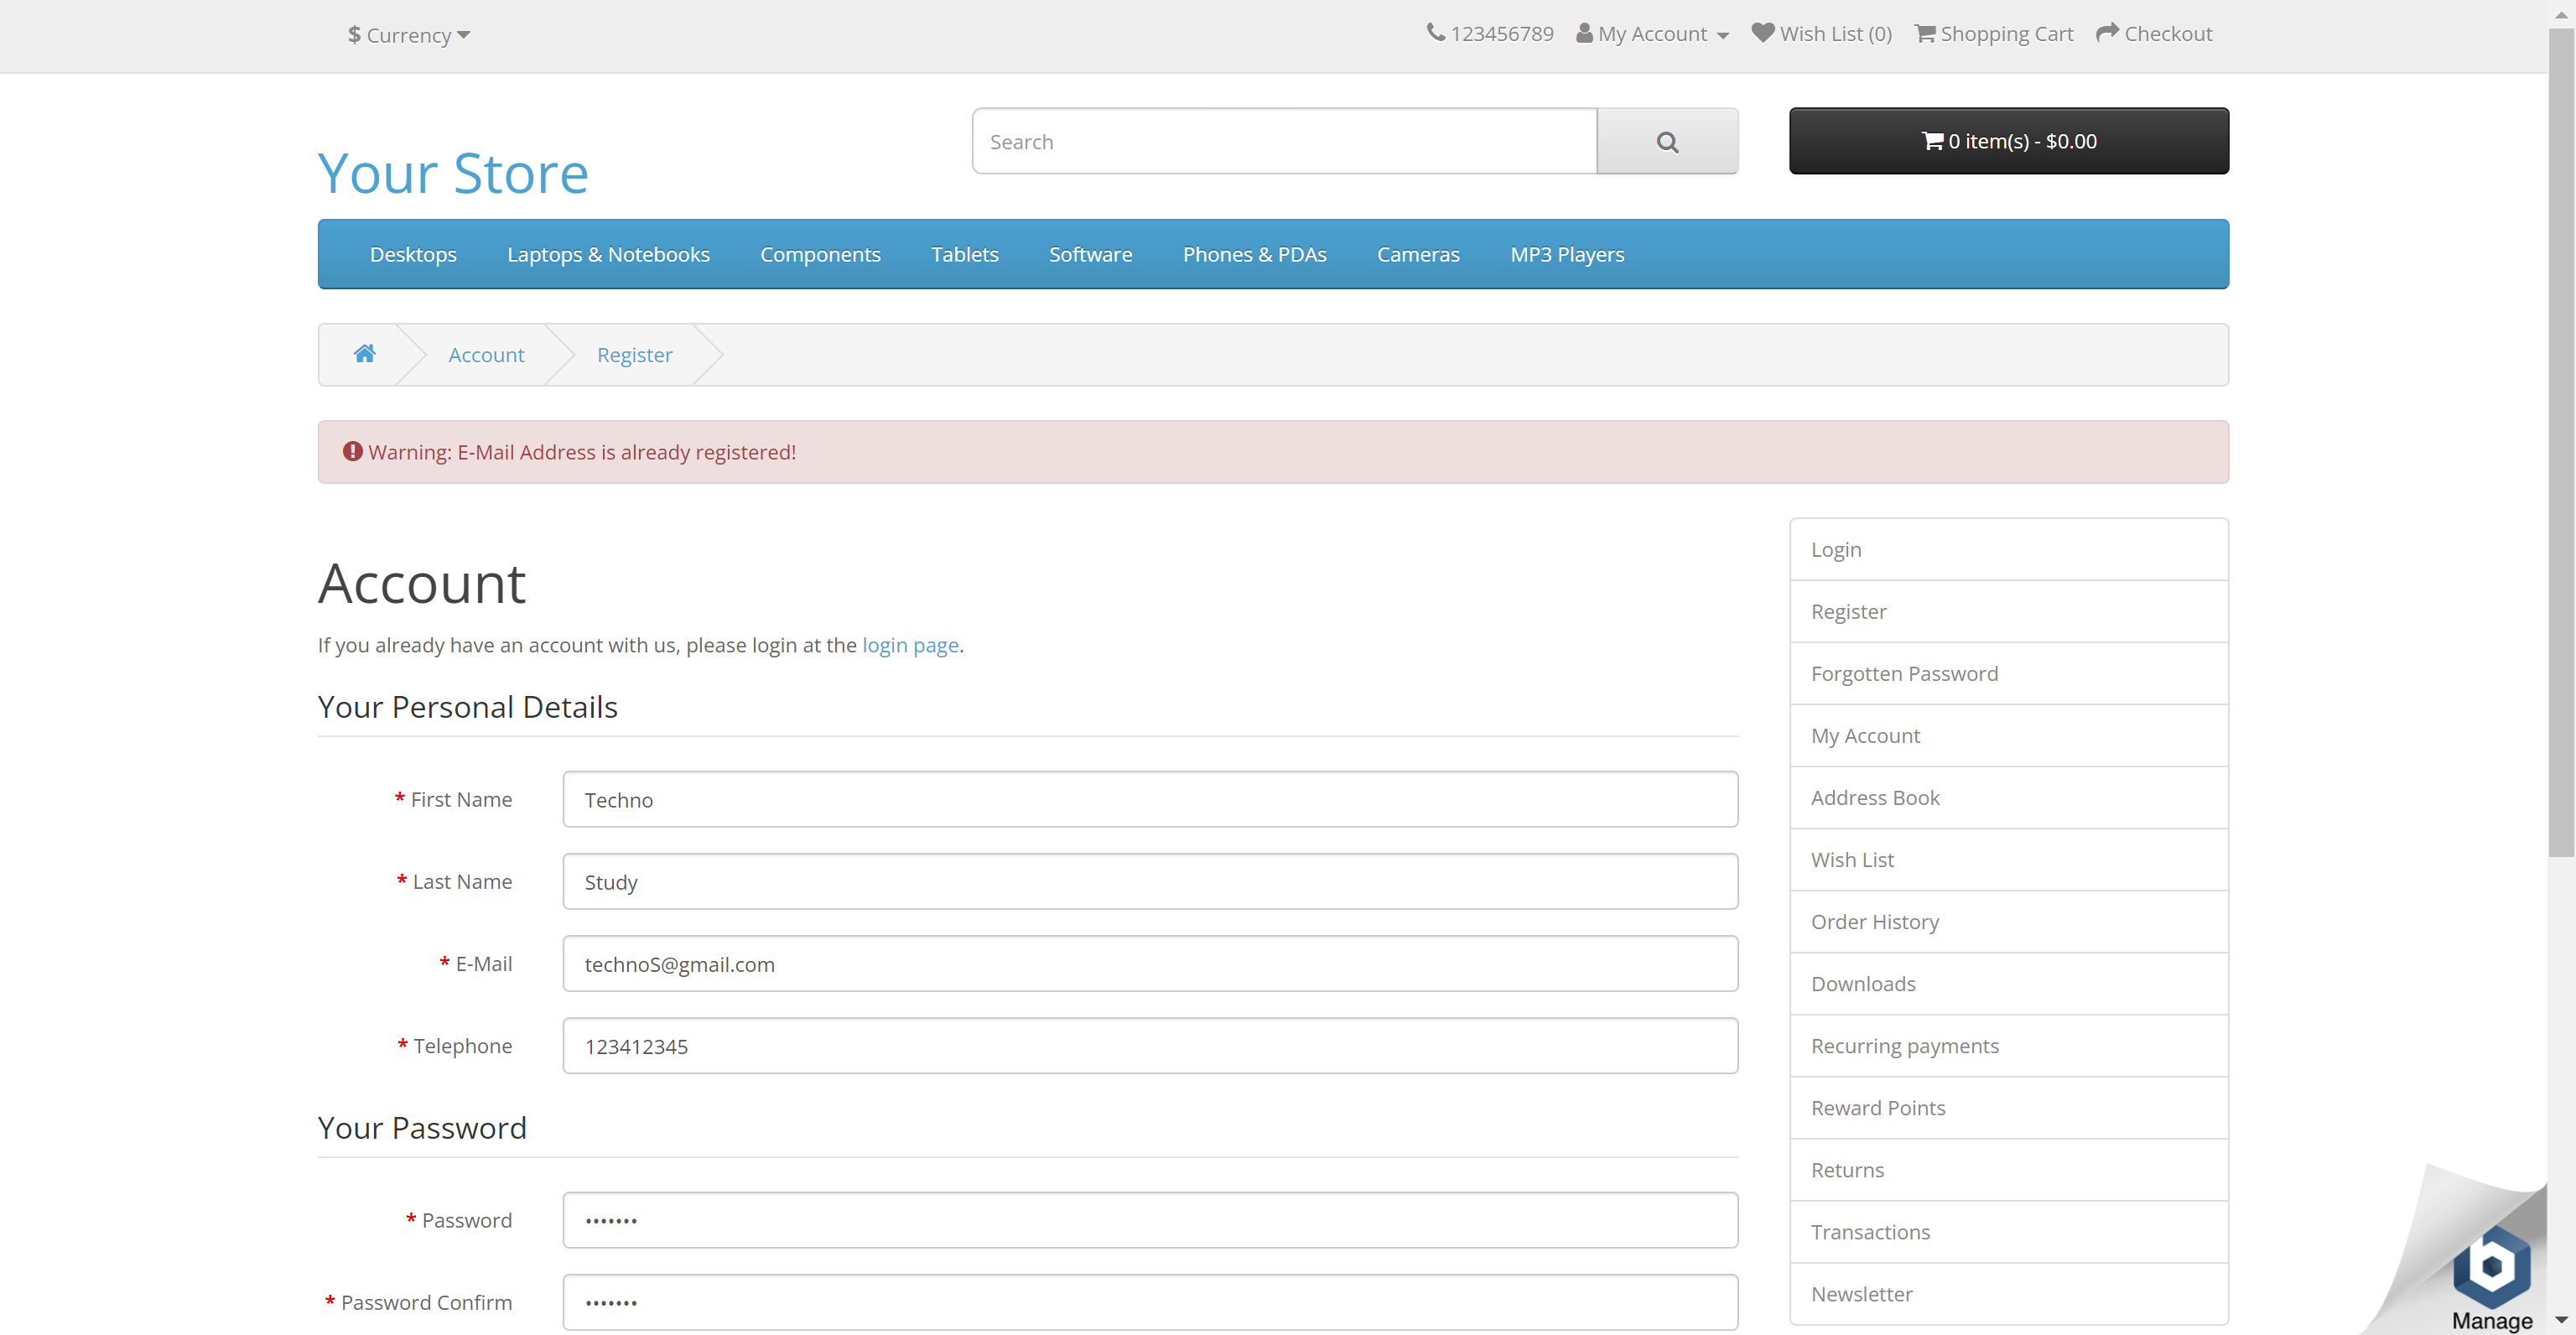 $ Currency
123456789 My Account Wish List (0) Shopping Cart Checkout
Your Store
Search
0 item(s) - $0.00
Desktops Laptops & Notebooks Components Tablets Software Phones & PDAs Cameras MP3 Players
Account Register
Warning: E-Mail Address is already registered!
Account
If you already have an account with us, please login at the login page.
Your Personal Details
* First Name Techno
* Last Name Study
* E-Mail technoS@gmail.com
* Telephone 123412345
Your Password
* Password •••••••
* Password Confirm •••••••
Login
Register
Forgotten Password
My Account
Address Book
Wish List
Order History
Downloads
Recurring payments
Reward Points
Returns
Transactions
Newsletter
b
Manage